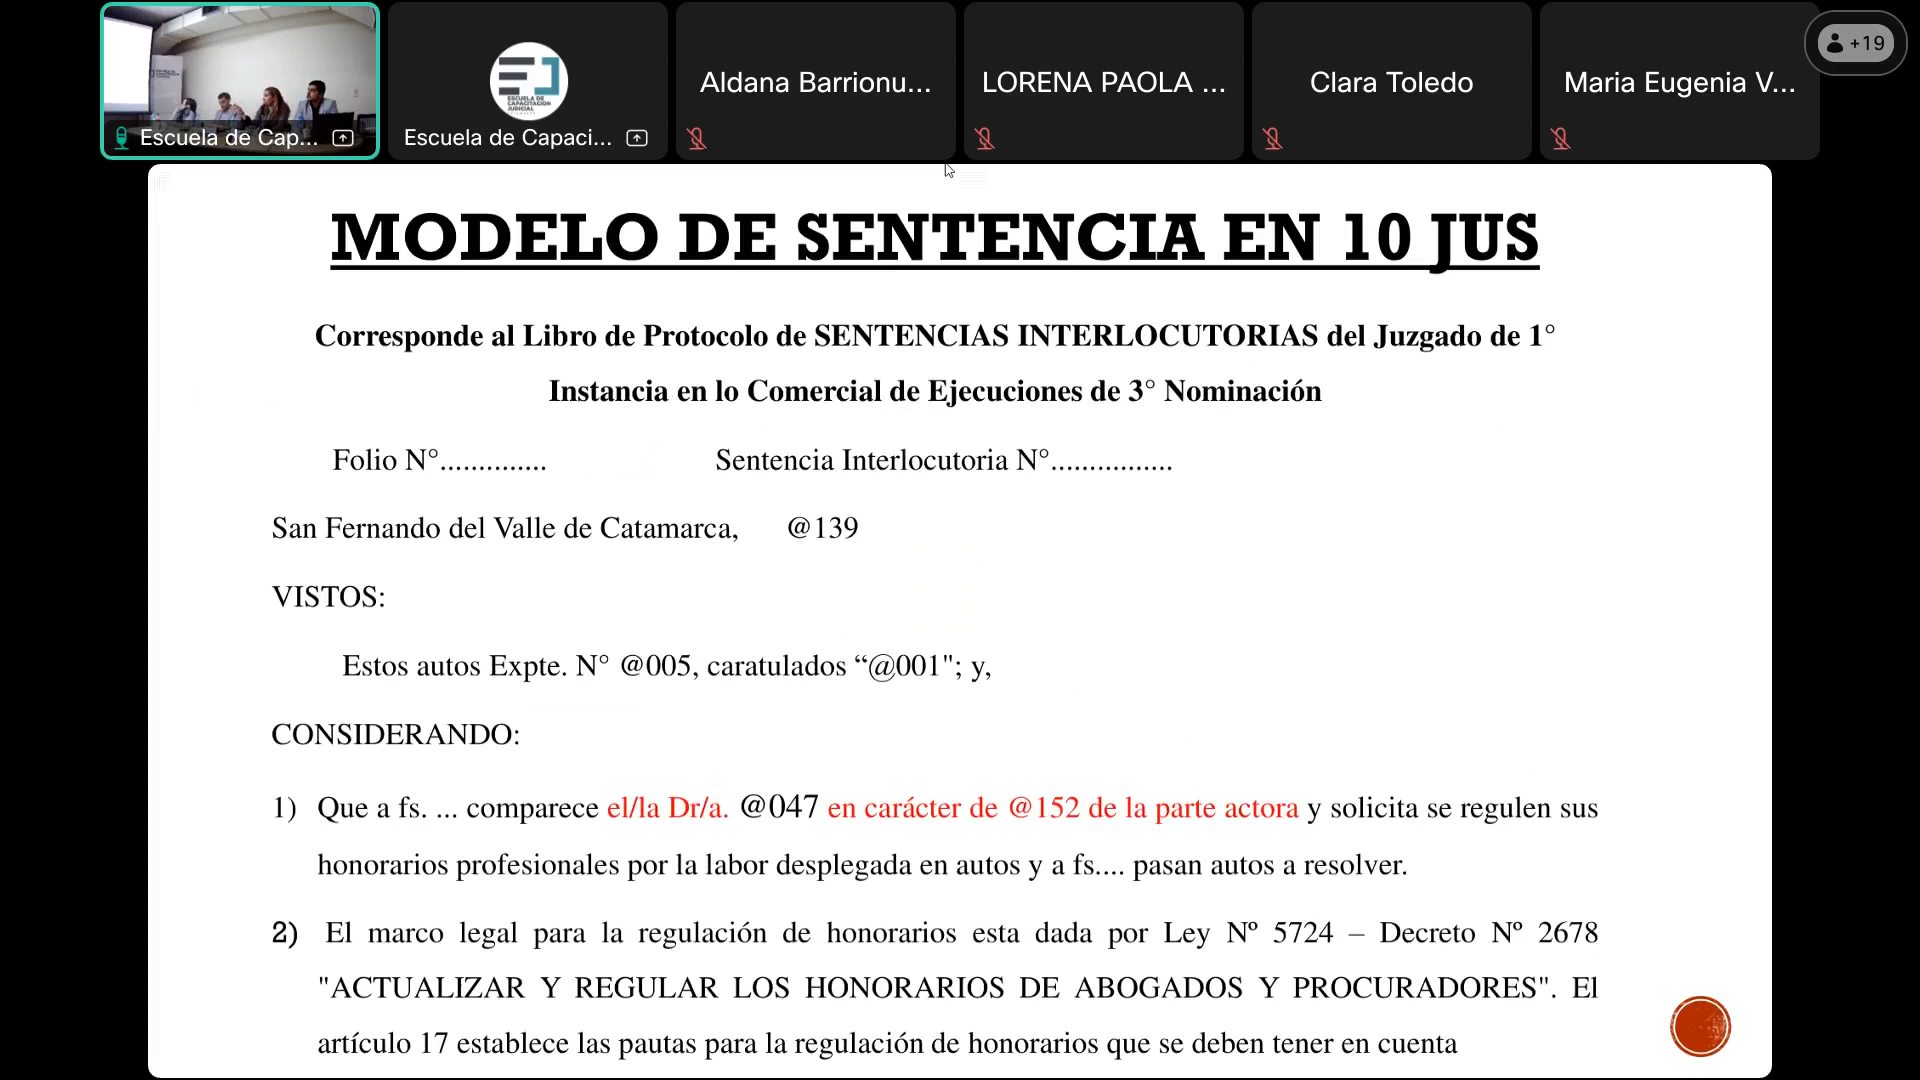 Escuela de Cap...
ESCUELA DE
CAPACITACION
JUDICIAL
Escuela de Capaci...
Aldana Barrionu...
LORENA PAOLA ...
Clara Toledo
Maria Eugenia V...
+19
MODELO DE SENTENCIA EN 10 JUS
Corresponde al Libro de Protocolo de SENTENCIAS INTERLOCUTORIAS del Juzgado de 1°
Instancia en lo Comercial de Ejecuciones de 3° Nominación
Folio N°.............. Sentencia Interlocutoria N°................
San Fernando del Valle de Catamarca, @139
VISTOS:
Estos autos Expte. N° @005, caratulados “@001"; y,
CONSIDERANDO:
1) Que a fs. ... comparece el/la Dr/a. @047 en carácter de @152 de la parte actora y solicita se regulen sus
honorarios profesionales por la labor desplegada en autos y a fs.... pasan autos a resolver.
2) El marco legal para la regulación de honorarios esta dada por Ley Nº 5724 – Decreto Nº 2678
"ACTUALIZAR Y REGULAR LOS HONORARIOS DE ABOGADOS Y PROCURADORES". El
artículo 17 establece las pautas para la regulación de honorarios que se deben tener en cuenta